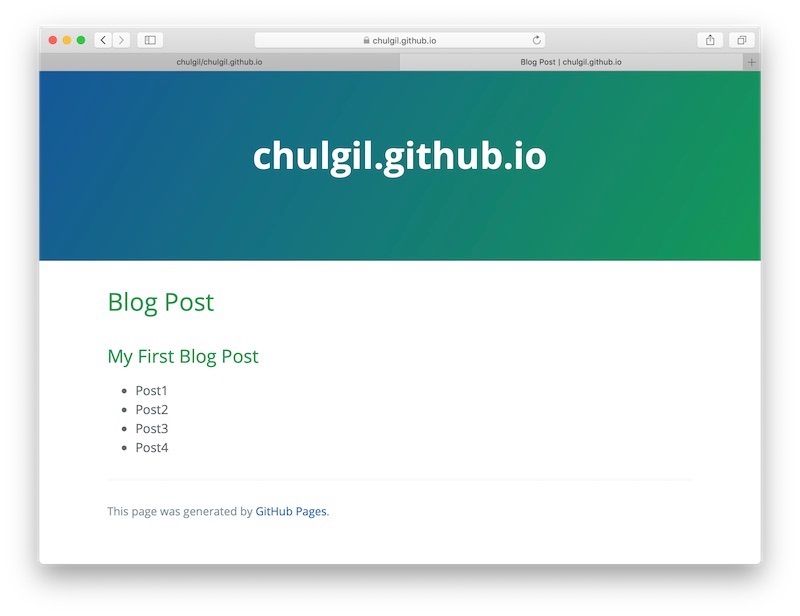 chulgil.github.io
chulgil/chulgil.github.io
Blog Post | chulgil.github.io
chulgil.github.io
Blog Post
My First Blog Post
Post1
Post2
Post3
Post4
This page was generated by GitHub Pages.